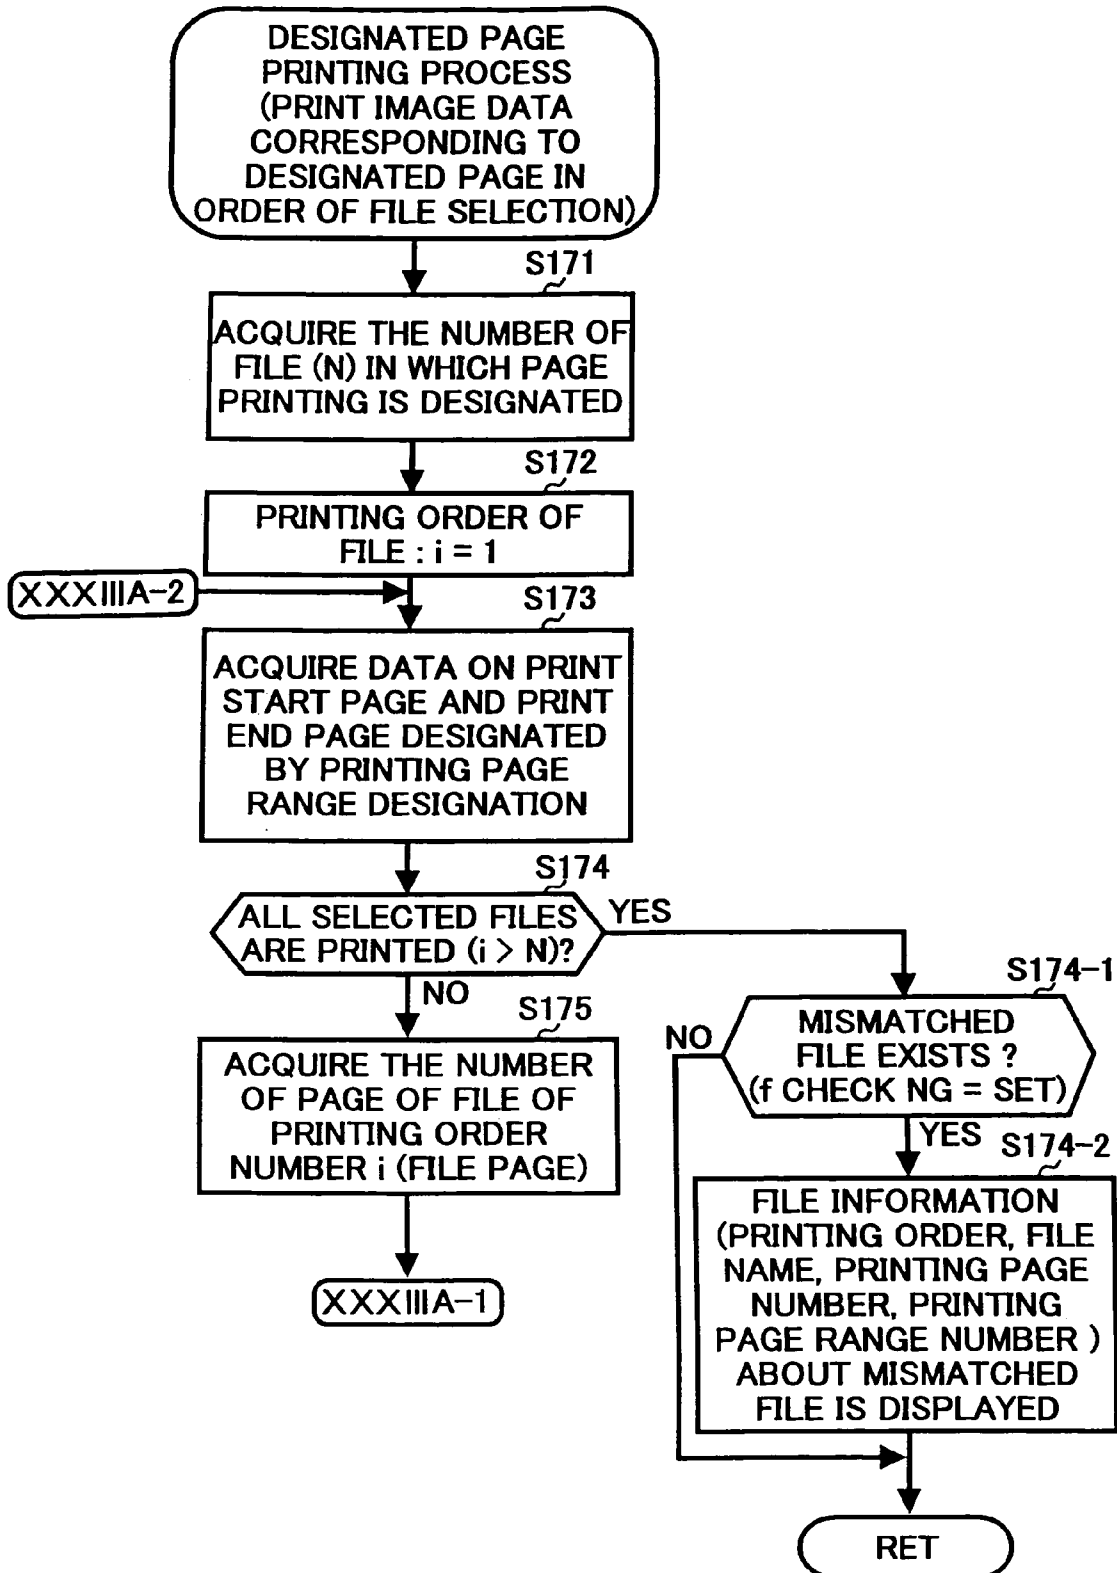 DESIGNATED PAGE
PRINTING PROCESS
(PRINT IMAGE DATA
CORRESPONDING TO
DESIGNATED PAGE IN
ORDER OF FILE SELECTION)
S171
ACQUIRE THE NUMBER OF
FILE (N) IN WHICH PAGE
PRINTING IS DESIGNATED
S172
PRINTING ORDER OF
FILE : i = 1
XXXIIIA-2
S173
ACQUIRE DATA ON PRINT
START PAGE AND PRINT
END PAGE DESIGNATED
BY PRINTING PAGE
RANGE DESIGNATION
S174
ALL SELECTED FILES
ARE PRINTED (i > N)?
YES
NO
S175
ACQUIRE THE NUMBER
OF PAGE OF FILE OF
PRINTING ORDER
NUMBER i (FILE PAGE)
XXXIIIA-1
S174-1
MISMATCHED
FILE EXISTS ?
(f CHECK NG = SET)
NO
YES
S174-2
FILE INFORMATION
(PRINTING ORDER, FILE
NAME, PRINTING PAGE
NUMBER, PRINTING
PAGE RANGE NUMBER )
ABOUT MISMATCHED
FILE IS DISPLAYED
RET